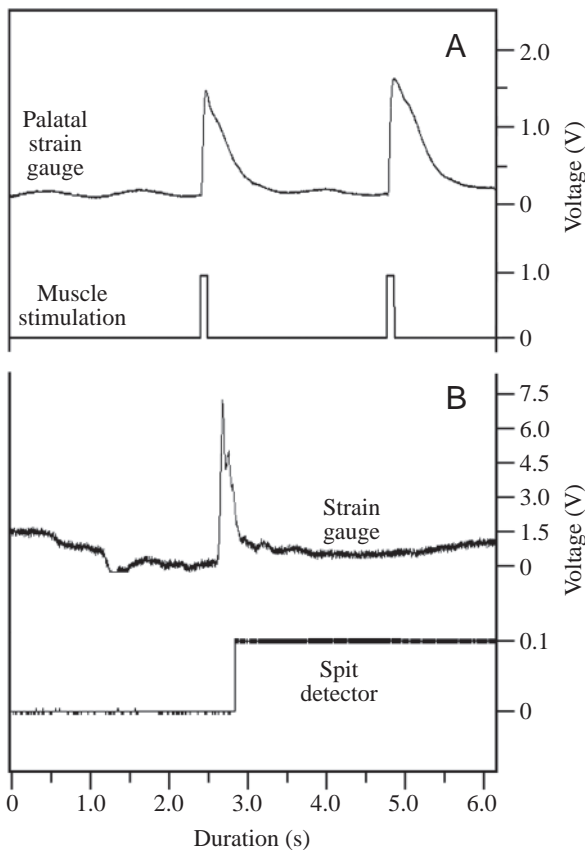 A
2.0
Palatal
strain
gauge
1.0
0
Voltage (V)
Muscle
stimulation
1.0
0
B
7.5
6.0
4.5
3.0
1.5
0
Voltage (V)
Strain
gauge
0.1
Spit
detector
0
0 1.0 2.0 3.0 4.0 5.0 6.0
Duration (s)